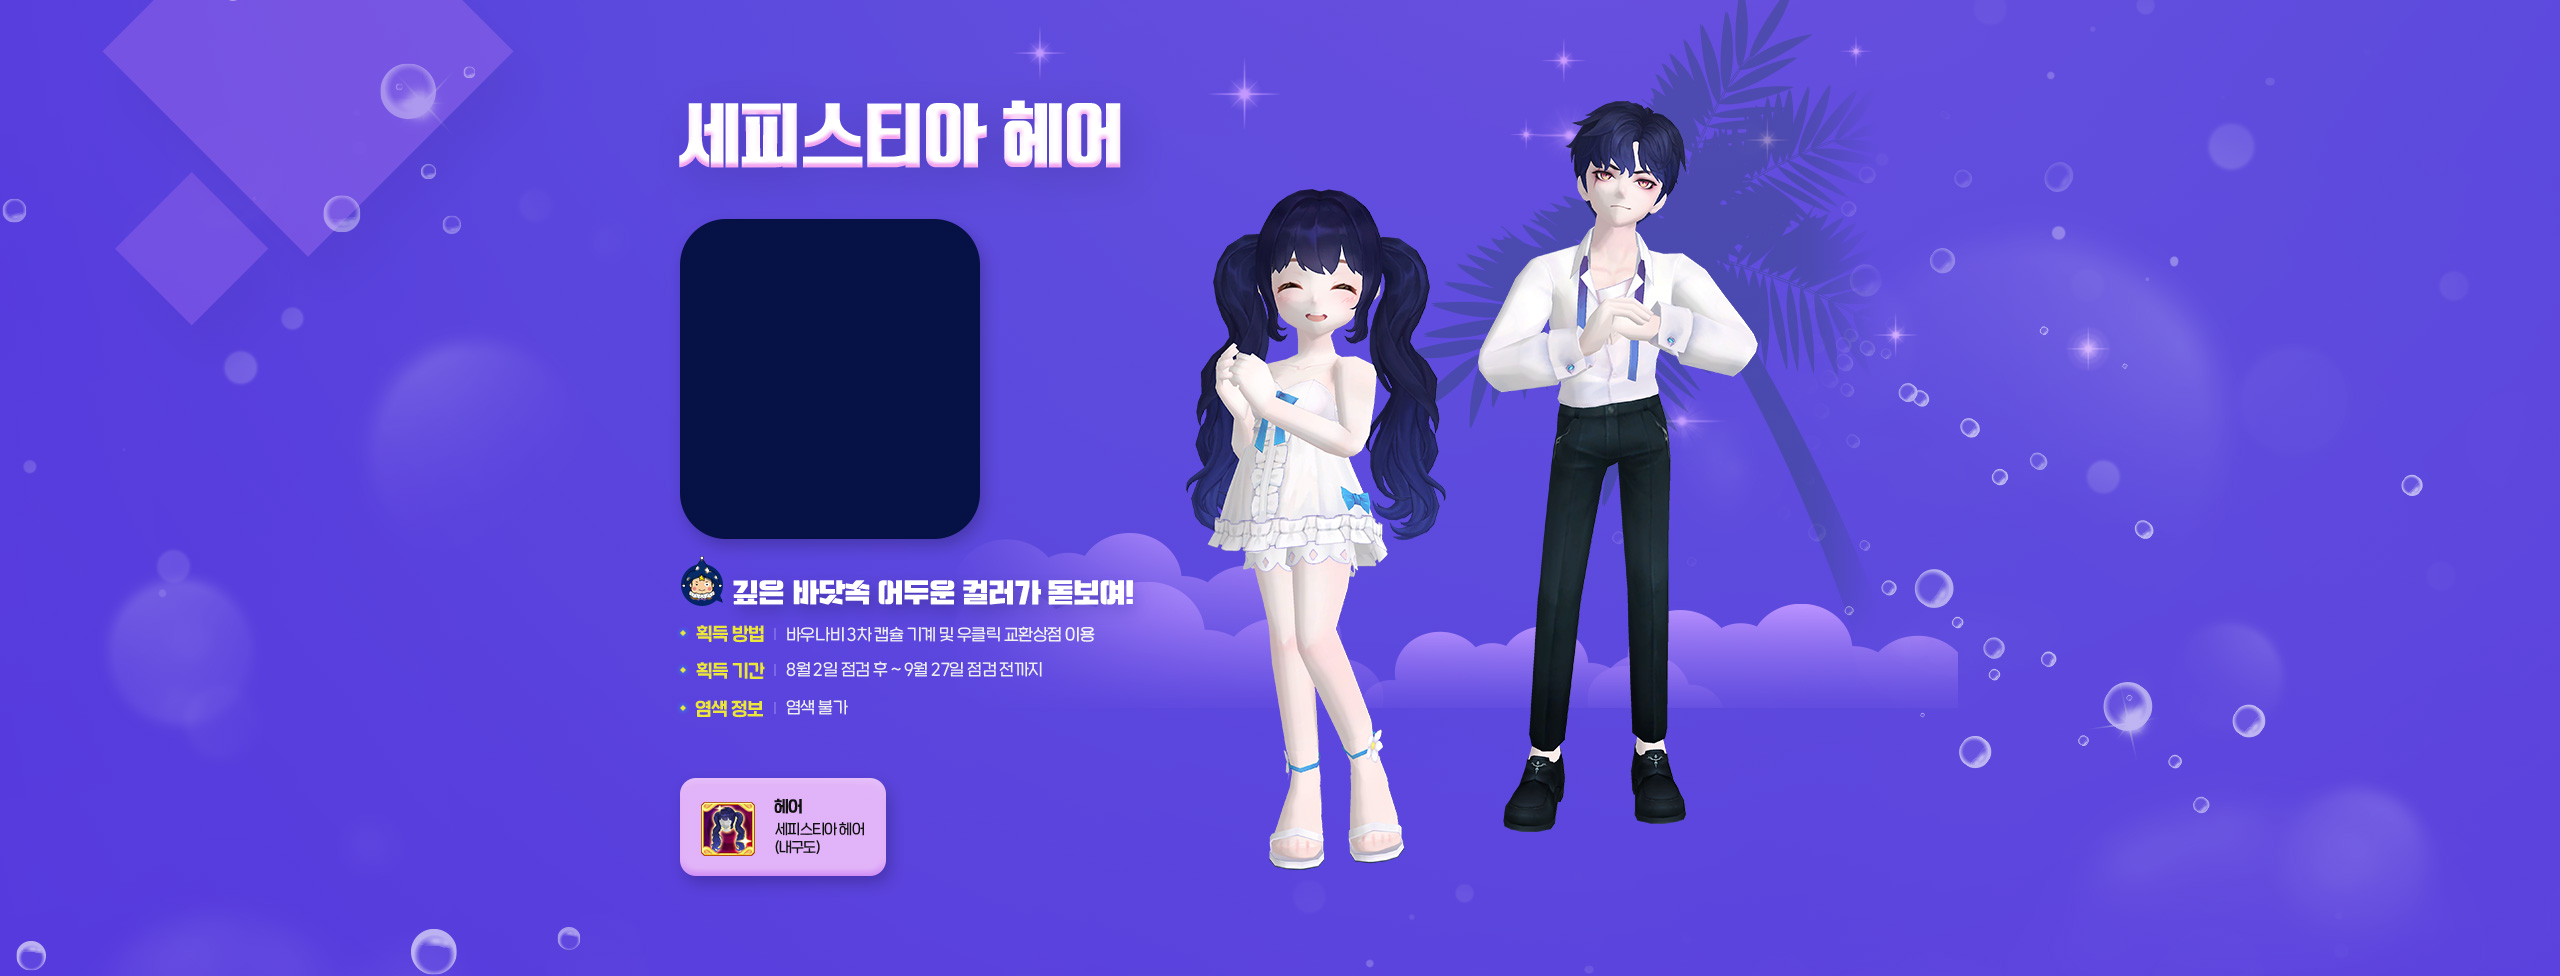 세피스티아 헤어
깊은 바닷속 어두운 컬러가 돋보여!
획득 방법 | 바우나비 3차 캡슐 기계 및 우클릭 교환상점 이용
획득 기간 | 8월 2일 점검 후 ~ 9월 27일 점검 전까지
염색 정보 | 염색 불가
헤어
세피스티아 헤어
(내구도)